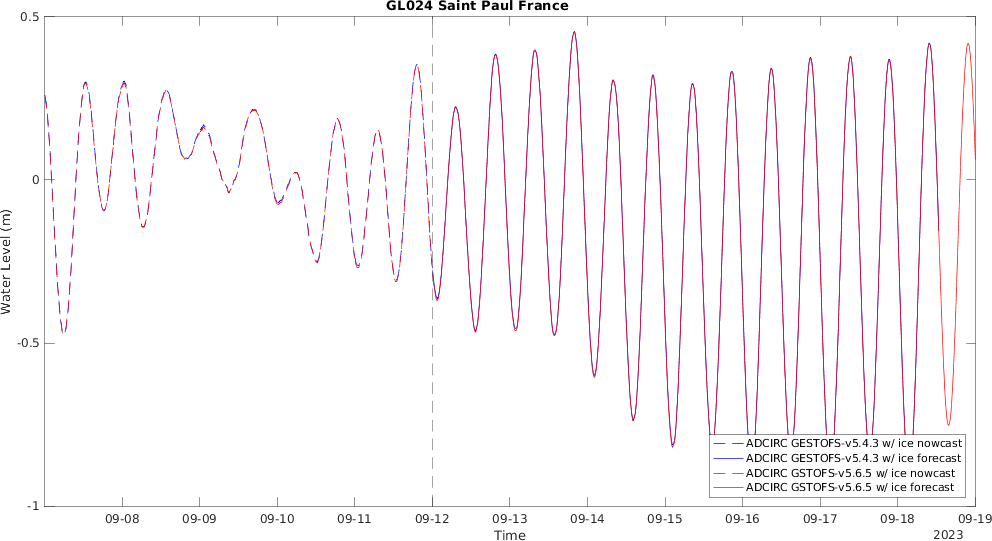 GL024 Saint Paul France
0.5
0
-0.5
-1
Water Level (m)
ADCIRC GESTOFS-v5.4.3 w/ ice nowcast
ADCIRC GESTOFS-v5.4.3 w/ ice forecast
ADCIRC GSTOFS-v5.6.5 w/ ice nowcast
ADCIRC GSTOFS-v5.6.5 w/ ice forecast
09-08 09-09 09-10 09-11 09-12 09-13 09-14 09-15 09-16 09-17 09-18 09-19
Time
2023